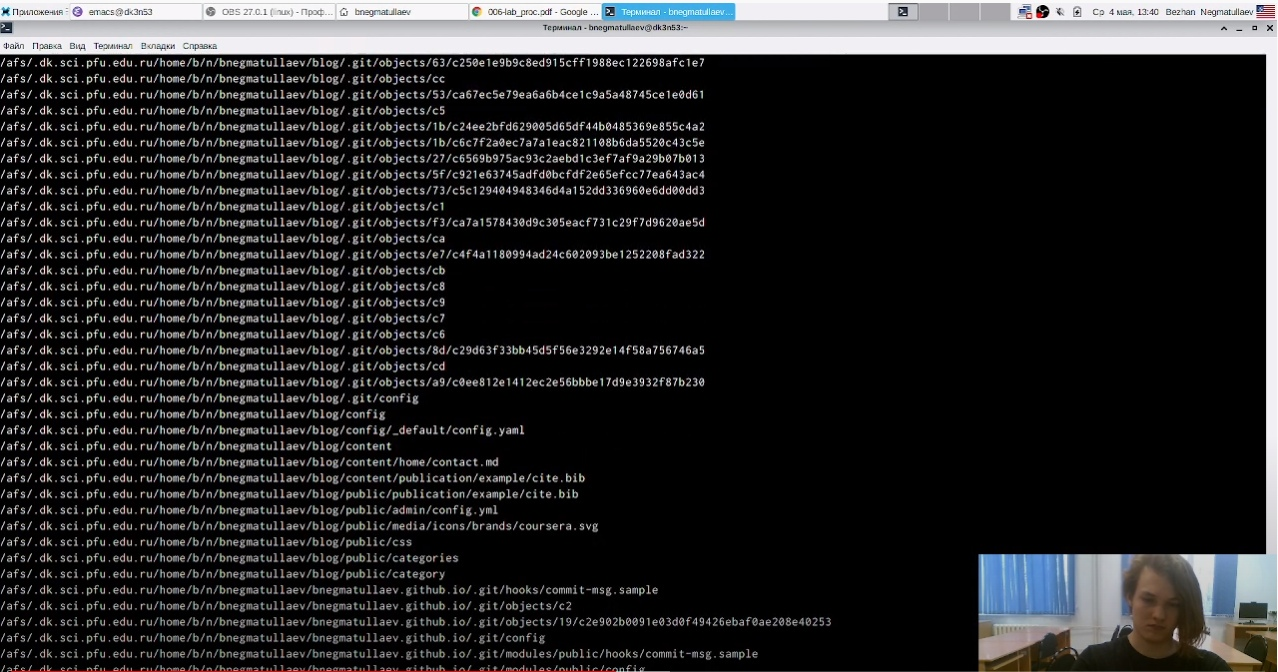 Приложения emacs@dk3n53 OBS 27.0.1 (linux) - Проф... bnegmatullaev 006-lab_proc.pdf - Google ... Терминал - bnegmatullaev... Ср 4 мая, 13:40 Bezhan Negmatullaev
Терминал - bnegmatullaev@dk3n53:~
Файл Правка Вид Терминал Вкладки Справка
/afs/.dk.sci.pfu.edu.ru/home/b/n/bnegmatullaev/blog/.git/objects/63/c250e1e9b9c8ed915cff1988ec122698afc1e7
/afs/.dk.sci.pfu.edu.ru/home/b/n/bnegmatullaev/blog/.git/objects/cc
/afs/.dk.sci.pfu.edu.ru/home/b/n/bnegmatullaev/blog/.git/objects/53/ca67ec5e79ea6a6b4ce1c9a5a48745ce1e0d61
/afs/.dk.sci.pfu.edu.ru/home/b/n/bnegmatullaev/blog/.git/objects/c5
/afs/.dk.sci.pfu.edu.ru/home/b/n/bnegmatullaev/blog/.git/objects/1b/c24ee2bfd629005d65df44b0485369e855c4a2
/afs/.dk.sci.pfu.edu.ru/home/b/n/bnegmatullaev/blog/.git/objects/1b/c6c7f2a0ec7a7a1eac821108b6da5520c43c5e
/afs/.dk.sci.pfu.edu.ru/home/b/n/bnegmatullaev/blog/.git/objects/27/c6569b975ac93c2aebd1c3ef7af9a29b07b013
/afs/.dk.sci.pfu.edu.ru/home/b/n/bnegmatullaev/blog/.git/objects/5f/c921e63745adfd0bcfdf2e65efcc77ea643ac4
/afs/.dk.sci.pfu.edu.ru/home/b/n/bnegmatullaev/blog/.git/objects/73/c5c129404948346d4a152dd336960e6dd00dd3
/afs/.dk.sci.pfu.edu.ru/home/b/n/bnegmatullaev/blog/.git/objects/c1
/afs/.dk.sci.pfu.edu.ru/home/b/n/bnegmatullaev/blog/.git/objects/f3/ca7a1578430d9c305eacf731c29f7d9620ae5d
/afs/.dk.sci.pfu.edu.ru/home/b/n/bnegmatullaev/blog/.git/objects/ca
/afs/.dk.sci.pfu.edu.ru/home/b/n/bnegmatullaev/blog/.git/objects/e7/c4f4a1180994ad24c602093be1252208fad322
/afs/.dk.sci.pfu.edu.ru/home/b/n/bnegmatullaev/blog/.git/objects/cb
/afs/.dk.sci.pfu.edu.ru/home/b/n/bnegmatullaev/blog/.git/objects/c8
/afs/.dk.sci.pfu.edu.ru/home/b/n/bnegmatullaev/blog/.git/objects/c9
/afs/.dk.sci.pfu.edu.ru/home/b/n/bnegmatullaev/blog/.git/objects/c7
/afs/.dk.sci.pfu.edu.ru/home/b/n/bnegmatullaev/blog/.git/objects/c6
/afs/.dk.sci.pfu.edu.ru/home/b/n/bnegmatullaev/blog/.git/objects/8d/c29d63f33bb45d5f56e3292e14f58a756746a5
/afs/.dk.sci.pfu.edu.ru/home/b/n/bnegmatullaev/blog/.git/objects/cd
/afs/.dk.sci.pfu.edu.ru/home/b/n/bnegmatullaev/blog/.git/objects/a9/c0ee812e1412ec2e56bbbe17d9e3932f87b230
/afs/.dk.sci.pfu.edu.ru/home/b/n/bnegmatullaev/blog/.git/config
/afs/.dk.sci.pfu.edu.ru/home/b/n/bnegmatullaev/blog/config
/afs/.dk.sci.pfu.edu.ru/home/b/n/bnegmatullaev/blog/config/_default/config.yaml
/afs/.dk.sci.pfu.edu.ru/home/b/n/bnegmatullaev/blog/content
/afs/.dk.sci.pfu.edu.ru/home/b/n/bnegmatullaev/blog/content/home/contact.md
/afs/.dk.sci.pfu.edu.ru/home/b/n/bnegmatullaev/blog/content/publication/example/cite.bib
/afs/.dk.sci.pfu.edu.ru/home/b/n/bnegmatullaev/blog/public/publication/example/cite.bib
/afs/.dk.sci.pfu.edu.ru/home/b/n/bnegmatullaev/blog/public/admin/config.yml
/afs/.dk.sci.pfu.edu.ru/home/b/n/bnegmatullaev/blog/public/media/icons/brands/coursera.svg
/afs/.dk.sci.pfu.edu.ru/home/b/n/bnegmatullaev/blog/public/css
/afs/.dk.sci.pfu.edu.ru/home/b/n/bnegmatullaev/blog/public/categories
/afs/.dk.sci.pfu.edu.ru/home/b/n/bnegmatullaev/blog/public/category
/afs/.dk.sci.pfu.edu.ru/home/b/n/bnegmatullaev/bnegmatullaev.github.io/.git/hooks/commit-msg.sample
/afs/.dk.sci.pfu.edu.ru/home/b/n/bnegmatullaev/bnegmatullaev.github.io/.git/objects/c2
/afs/.dk.sci.pfu.edu.ru/home/b/n/bnegmatullaev/bnegmatullaev.github.io/.git/objects/19/c2e902b0091e03d0f49426ebaf0ae208e40253
/afs/.dk.sci.pfu.edu.ru/home/b/n/bnegmatullaev/bnegmatullaev.github.io/.git/config
/afs/.dk.sci.pfu.edu.ru/home/b/n/bnegmatullaev/bnegmatullaev.github.io/.git/modules/public/hooks/commit-msg.sample
/afs/.dk.sci.pfu.edu.ru/home/b/n/bnegmatullaev/bnegmatullaev.github.io/.git/modules/public/config